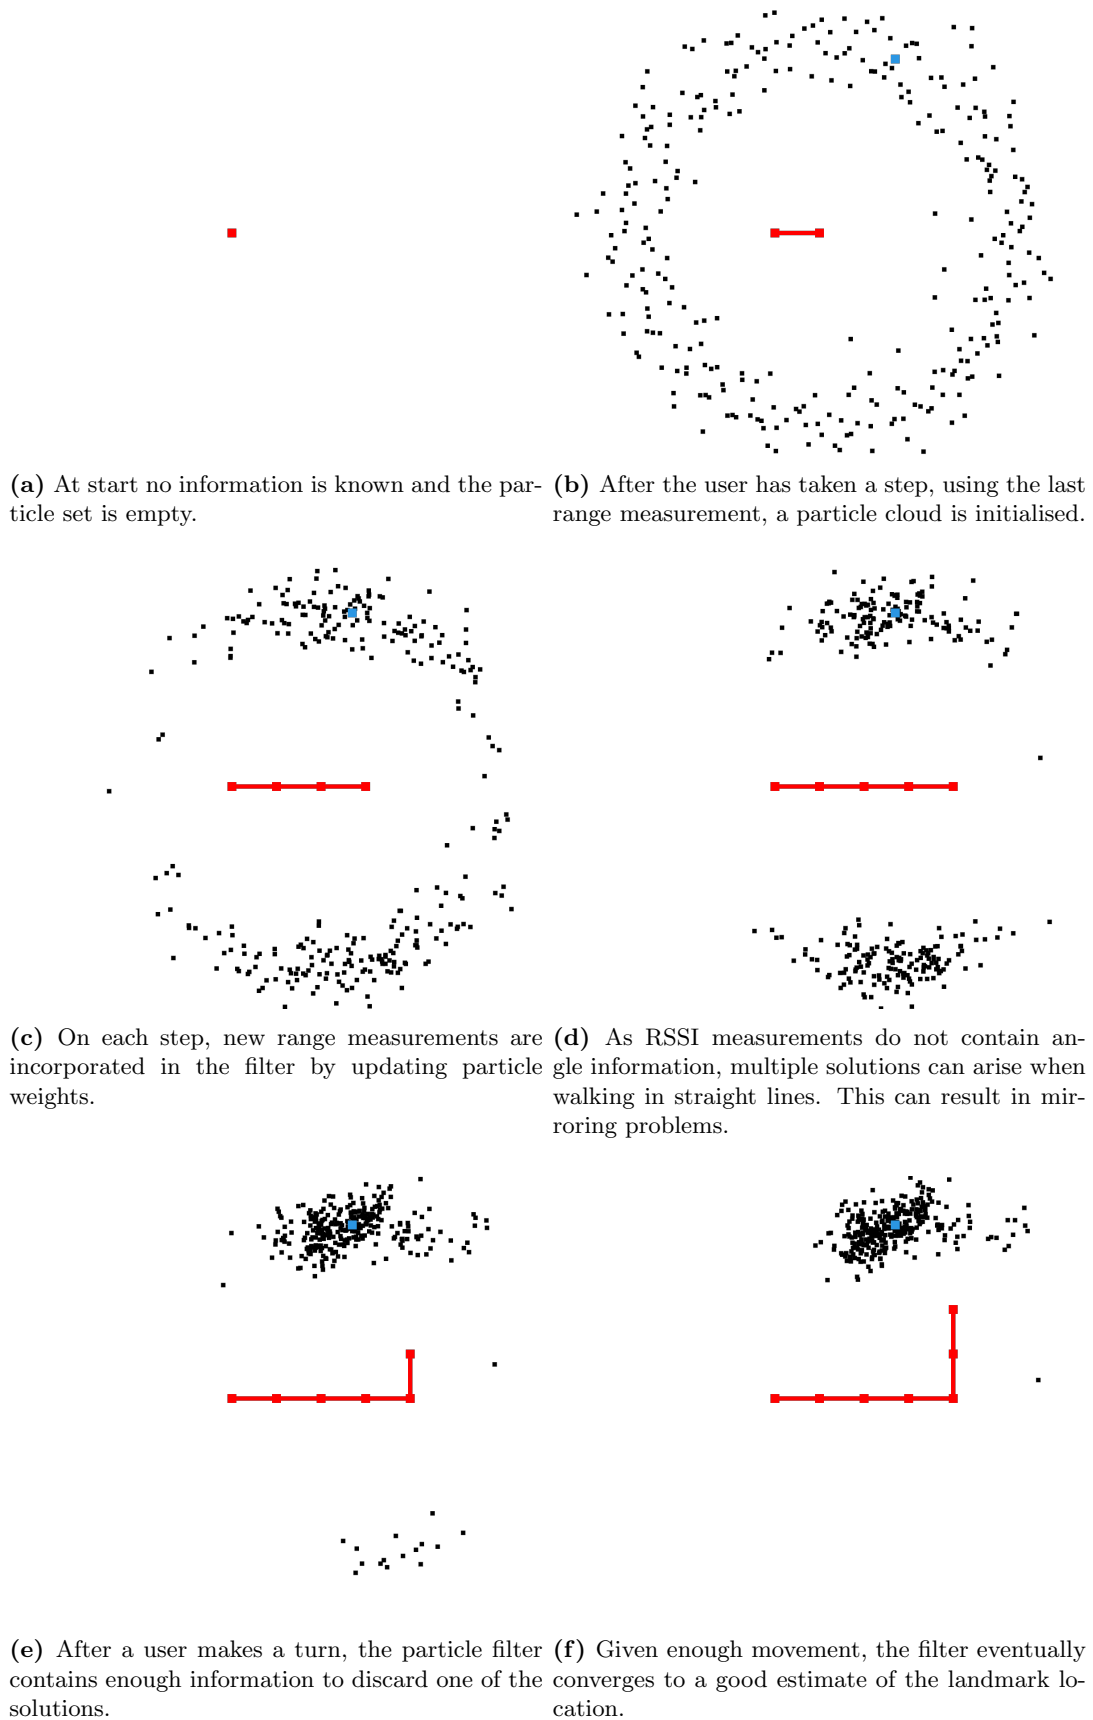 (a) At start no information is known and the par-
ticle set is empty.
(b) After the user has taken a step, using the last
range measurement, a particle cloud is initialised.
(c) On each step, new range measurements are
incorporated in the filter by updating particle
weights.
(d) As RSSI measurements do not contain an-
gle information, multiple solutions can arise when
walking in straight lines. This can result in mir-
roring problems.
(e) After a user makes a turn, the particle filter
contains enough information to discard one of the
solutions.
(f) Given enough movement, the filter eventually
converges to a good estimate of the landmark lo-
cation.